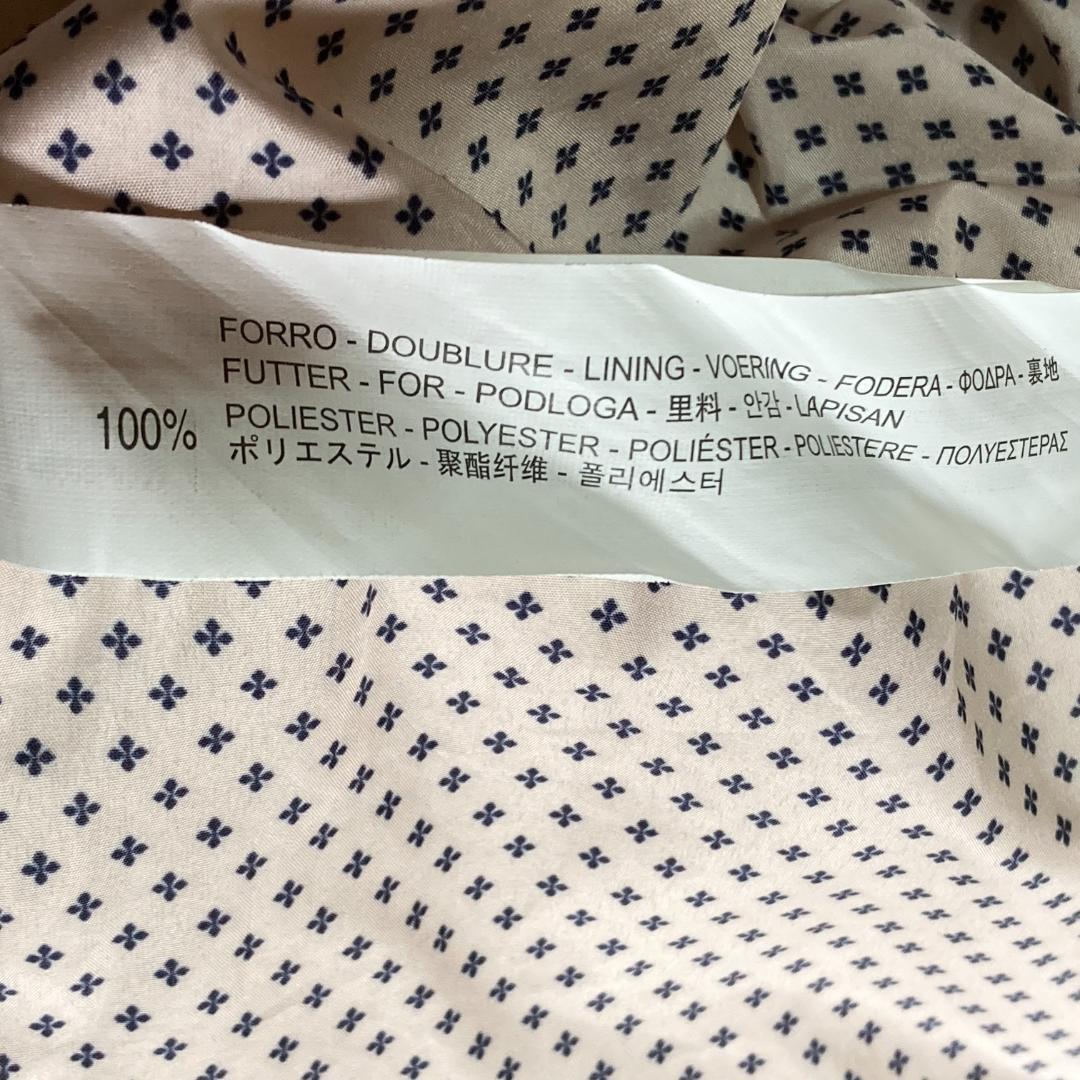 FORRO - DOUBLURE - LINING - VOERING - FODERA - ΦΟΔΡΑ - 裏地
FUTTER - FOR - PODLOGA - 里料 - 안감 - LAPISAN
100% POLIESTER - POLYESTER - POLIÉSTER - POLIESTERE - ΠΟΛΥΕΣΤΕΡΑΣ
ポリエステル - 聚酯纤维 - 폴리에스터